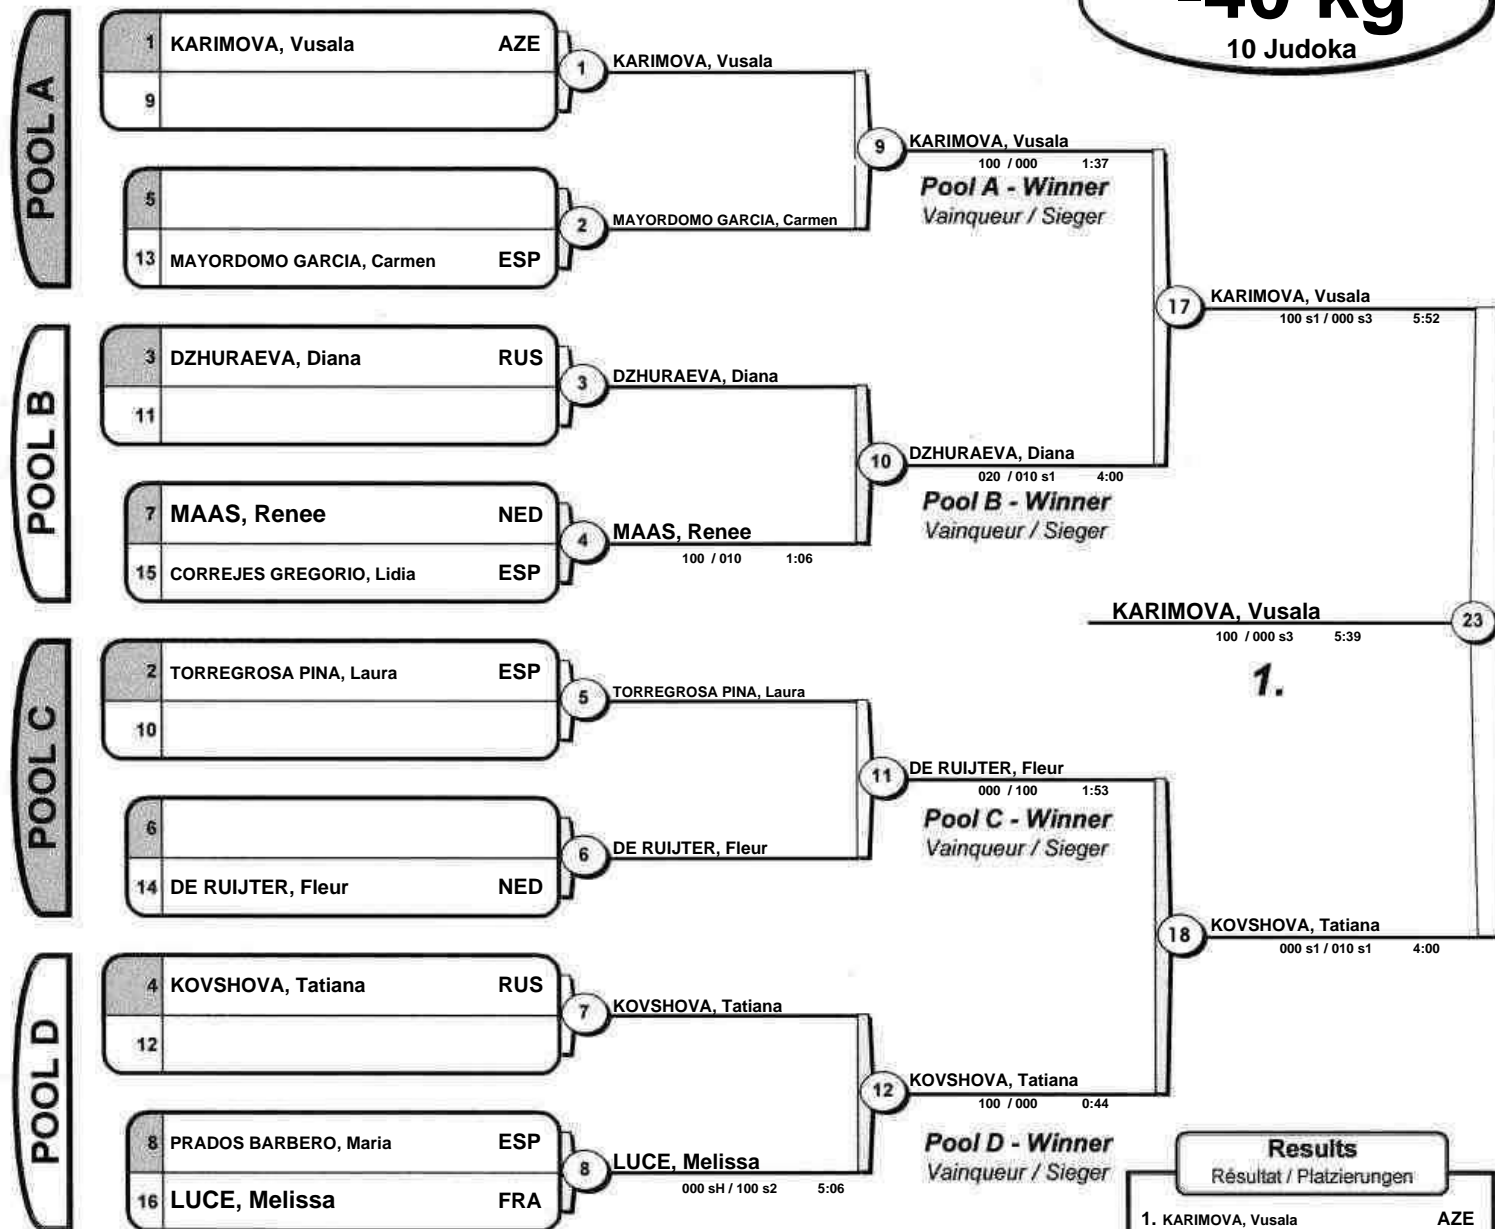 -40 kg
10 Judoka
POOL A
1 KARIMOVA, Vusala AZE
9
1 KARIMOVA, Vusala
5
13 MAYORDOMO GARCIA, Carmen ESP
2 MAYORDOMO GARCIA, Carmen
9 KARIMOVA, Vusala
100 / 000 1:37
Pool A - Winner
Vainqueur / Sieger
POOL B
3 DZHURAEVA, Diana RUS
11
3 DZHURAEVA, Diana
7 MAAS, Renee NED
15 CORREJES GREGORIO, Lidia ESP
4 MAAS, Renee
100 / 010 1:06
10 DZHURAEVA, Diana
020 / 010 s1 4:00
Pool B - Winner
Vainqueur / Sieger
17 KARIMOVA, Vusala
100 s1 / 000 s3 5:52
KARIMOVA, Vusala 23
100 / 000 s3 5:39
1.
POOL C
2 TORREGROSA PINA, Laura ESP
10
5 TORREGROSA PINA, Laura
6
14 DE RUIJTER, Fleur NED
6 DE RUIJTER, Fleur
11 DE RUIJTER, Fleur
000 / 100 1:53
Pool C - Winner
Vainqueur / Sieger
POOL D
4 KOVSHOVA, Tatiana RUS
12
7 KOVSHOVA, Tatiana
8 PRADOS BARBERO, Maria ESP
16 LUCE, Melissa FRA
8 LUCE, Melissa
000 sH / 100 s2 5:06
12 KOVSHOVA, Tatiana
100 / 000 0:44
Pool D - Winner
Vainqueur / Sieger
18 KOVSHOVA, Tatiana
000 s1 / 010 s1 4:00
Results
Résultat / Platzierungen
1. KARIMOVA, Vusala AZE